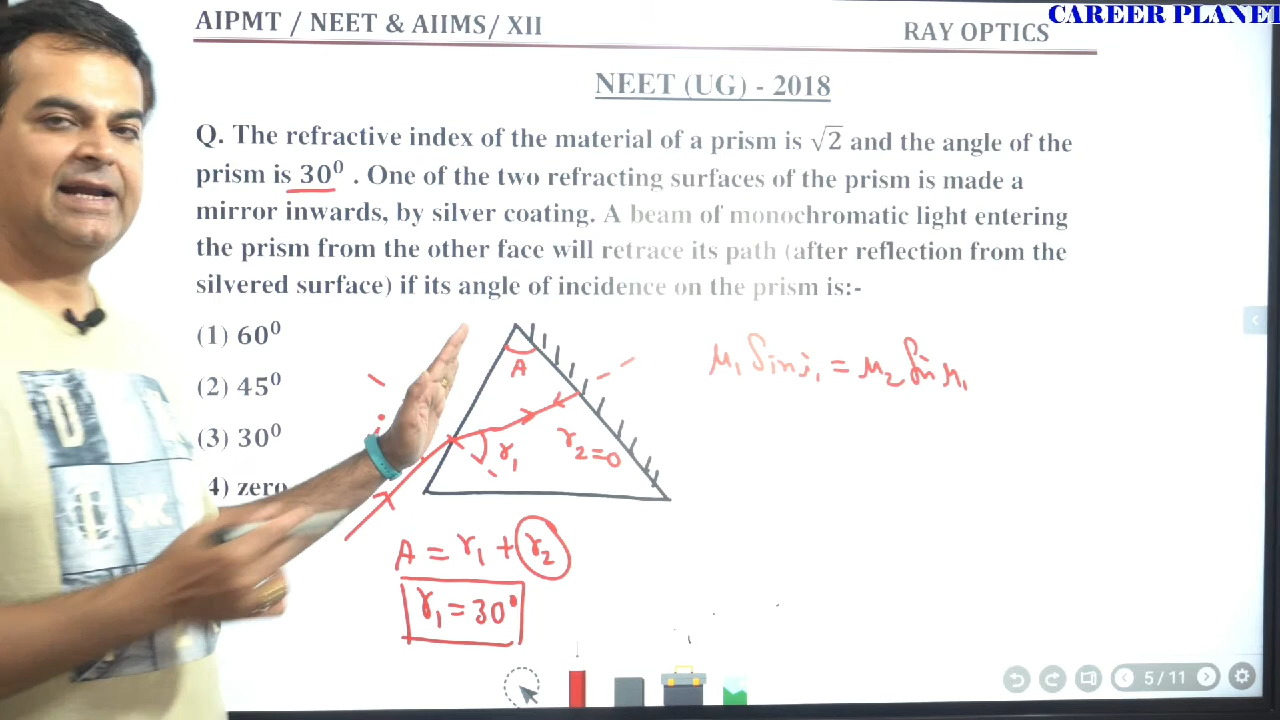 CAREER PLANET
AIPMT / NEET & AIIMS/ XII
RAY OPTICS
NEET (UG) - 2018
Q. The refractive index of the material of a prism is √2 and the angle of the
prism is 30⁰ . One of the two refracting surfaces of the prism is made a
mirror inwards, by silver coating. A beam of monochromatic light entering
the prism from the other face will retrace its path (after reflection from the
silvered surface) if its angle of incidence on the prism is:-
(1) 60⁰
(2) 45⁰
(3) 30⁰
4) zero
A
i
r₁
r₂=0
μ₁ Sin i₁ = μ₂ Sin r₁
A = r₁ + r₂
r₁ = 30°
5 / 11